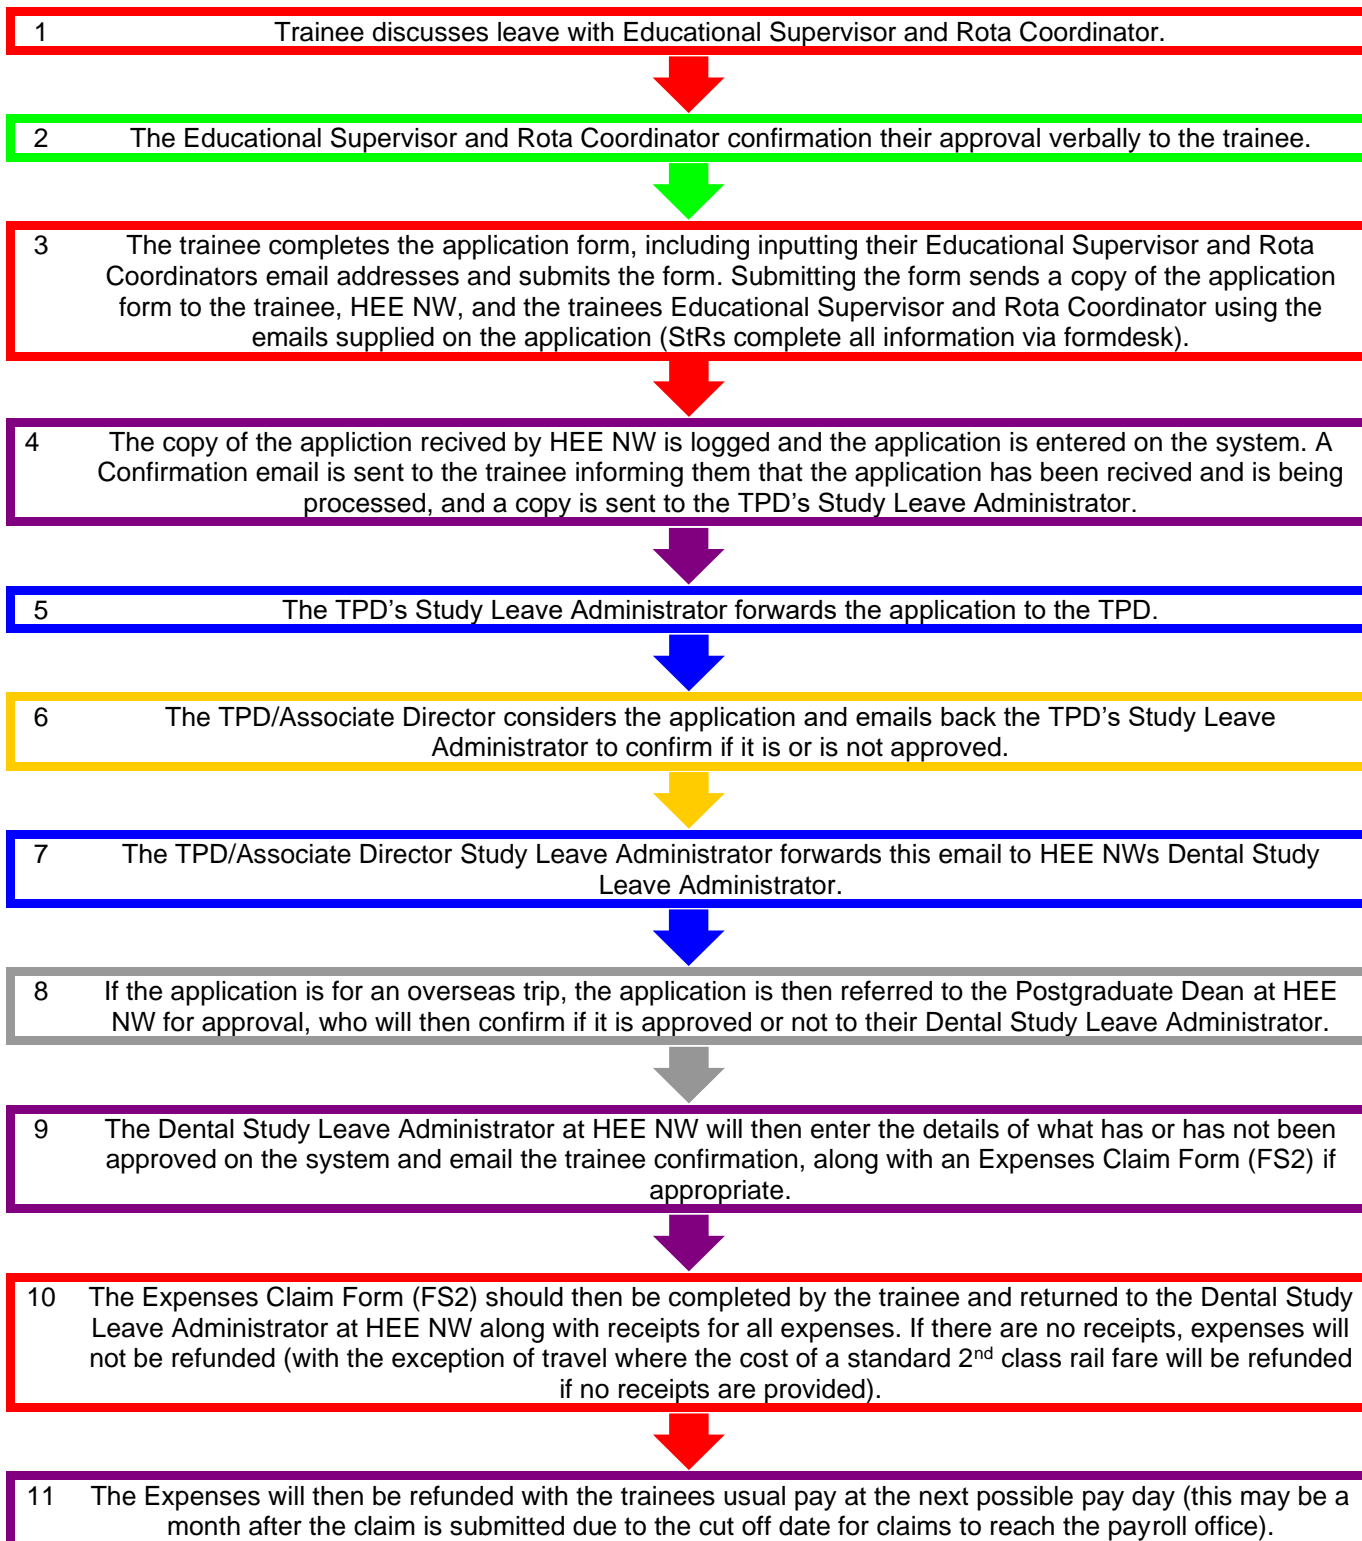 1 Trainee discusses leave with Educational Supervisor and Rota Coordinator.
2 The Educational Supervisor and Rota Coordinator confirmation their approval verbally to the trainee.
3 The trainee completes the application form, including inputting their Educational Supervisor and Rota
Coordinators email addresses and submits the form. Submitting the form sends a copy of the application
form to the trainee, HEE NW, and the trainees Educational Supervisor and Rota Coordinator using the
emails supplied on the application (StRs complete all information via formdesk).
4 The copy of the appliction recived by HEE NW is logged and the application is entered on the system. A
Confirmation email is sent to the trainee informing them that the application has been recived and is being
processed, and a copy is sent to the TPD’s Study Leave Administrator.
5 The TPD’s Study Leave Administrator forwards the application to the TPD.
6 The TPD/Associate Director considers the application and emails back the TPD’s Study Leave
Administrator to confirm if it is or is not approved.
7 The TPD/Associate Director Study Leave Administrator forwards this email to HEE NWs Dental Study
Leave Administrator.
8 If the application is for an overseas trip, the application is then referred to the Postgraduate Dean at HEE
NW for approval, who will then confirm if it is approved or not to their Dental Study Leave Administrator.
9 The Dental Study Leave Administrator at HEE NW will then enter the details of what has or has not been
approved on the system and email the trainee confirmation, along with an Expenses Claim Form (FS2) if
appropriate.
10 The Expenses Claim Form (FS2) should then be completed by the trainee and returned to the Dental Study
Leave Administrator at HEE NW along with receipts for all expenses. If there are no receipts, expenses will
not be refunded (with the exception of travel where the cost of a standard 2nd class rail fare will be refunded
if no receipts are provided).
11 The Expenses will then be refunded with the trainees usual pay at the next possible pay day (this may be a
month after the claim is submitted due to the cut off date for claims to reach the payroll office).